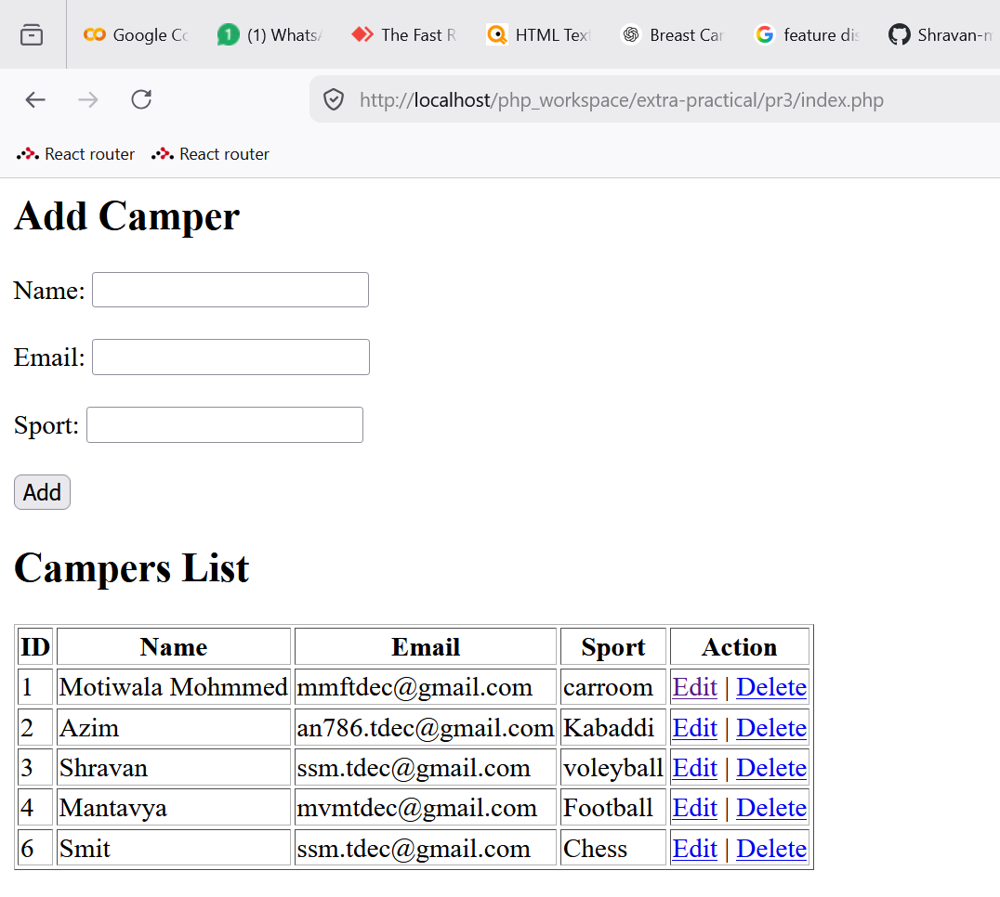 Google Co
1 (1) Whats
The Fast R
HTML Text
Breast Can
feature dis
Shravan-m
http://localhost/php_workspace/extra-practical/pr3/index.php
React router React router
Add Camper
Name:
Email:
Sport:
Add
Campers List
ID Name Email Sport Action
1 Motiwala Mohmmed mmftdec@gmail.com carroom Edit | Delete
2 Azim an786.tdec@gmail.com Kabaddi Edit | Delete
3 Shravan ssm.tdec@gmail.com voleyball Edit | Delete
4 Mantavya mvmtdec@gmail.com Football Edit | Delete
6 Smit ssm.tdec@gmail.com Chess Edit | Delete